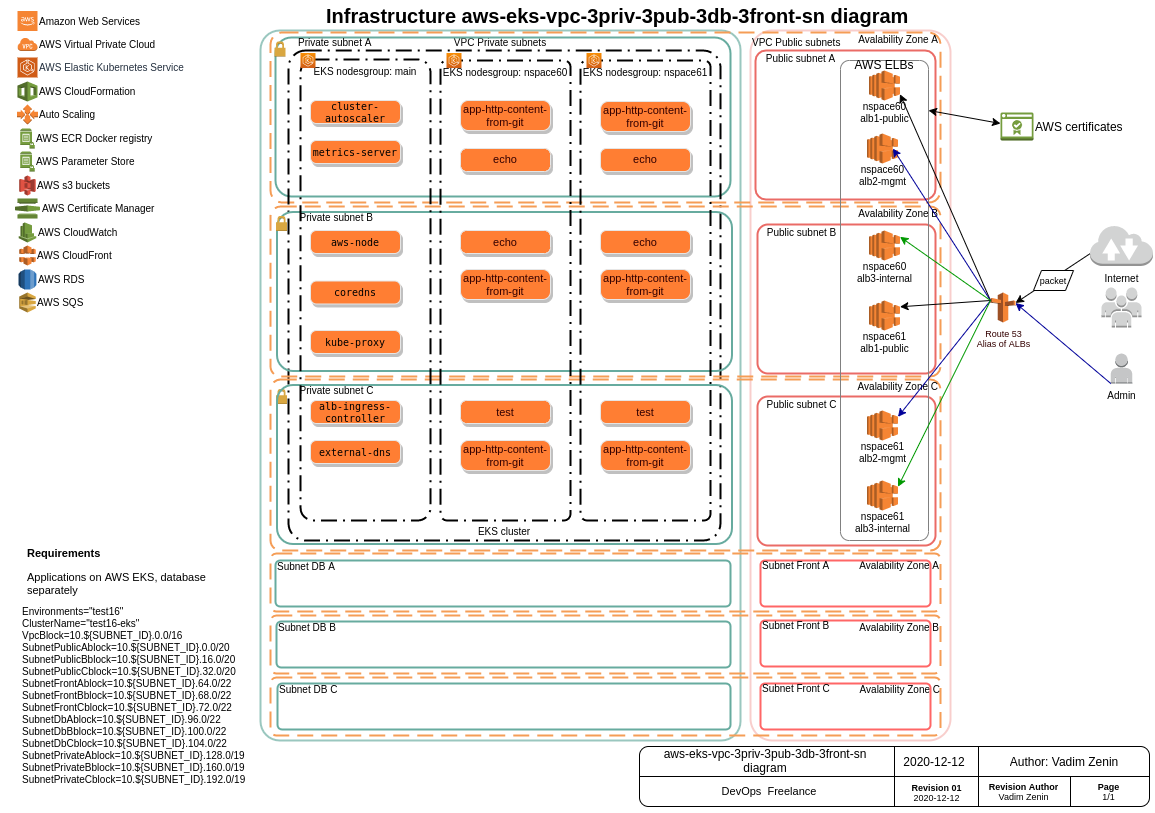 Infrastructure aws-eks-vpc-3priv-3pub-3db-3front-sn diagram
Amazon Web Services
AWS Virtual Private Cloud
AWS Elastic Kubernetes Service
AWS CloudFormation
Auto Scaling
AWS ECR Docker registry
AWS Parameter Store
AWS s3 buckets
AWS Certificate Manager
AWS CloudWatch
AWS CloudFront
AWS RDS
AWS SQS
Requirements
Applications on AWS EKS, database
separately
Environments="test16"
ClusterName="test16-eks"
VpcBlock=10.${SUBNET_ID}.0.0/16
SubnetPublicAblock=10.${SUBNET_ID}.0.0/20
SubnetPublicBblock=10.${SUBNET_ID}.16.0/20
SubnetPublicCblock=10.${SUBNET_ID}.32.0/20
SubnetFrontAblock=10.${SUBNET_ID}.64.0/22
SubnetFrontBblock=10.${SUBNET_ID}.68.0/22
SubnetFrontCblock=10.${SUBNET_ID}.72.0/22
SubnetDbAblock=10.${SUBNET_ID}.96.0/22
SubnetDbBblock=10.${SUBNET_ID}.100.0/22
SubnetDbCblock=10.${SUBNET_ID}.104.0/22
SubnetPrivateAblock=10.${SUBNET_ID}.128.0/19
SubnetPrivateBblock=10.${SUBNET_ID}.160.0/19
SubnetPrivateCblock=10.${SUBNET_ID}.192.0/19
Private subnet A
VPC Private subnets
EKS nodesgroup: main
EKS nodesgroup: nspace60
EKS nodesgroup: nspace61
cluster-
autoscaler
app-http-content-
from-git
app-http-content-
from-git
metrics-server
echo
echo
Private subnet B
aws-node
echo
echo
coredns
app-http-content-
from-git
app-http-content-
from-git
kube-proxy
Private subnet C
alb-ingress-
controller
test
test
external-dns
app-http-content-
from-git
app-http-content-
from-git
EKS cluster
Subnet DB A
Subnet DB B
Subnet DB C
VPC Public subnets
Avalability Zone A
Public subnet A
AWS ELBs
nspace60
alb1-public
nspace60
alb2-mgmt
Avalability Zone B
Public subnet B
nspace60
alb3-internal
nspace61
alb1-public
Avalability Zone C
Public subnet C
nspace61
alb2-mgmt
nspace61
alb3-internal
Subnet Front A
Avalability Zone A
Subnet Front B
Avalability Zone B
Subnet Front C
Avalability Zone C
AWS certificates
Internet
packet
Route 53
Alias of ALBs
Admin
aws-eks-vpc-3priv-3pub-3db-3front-sn
diagram
2020-12-12
Author: Vadim Zenin
DevOps Freelance
Revision 01
2020-12-12
Revision Author
Vadim Zenin
Page
1/1